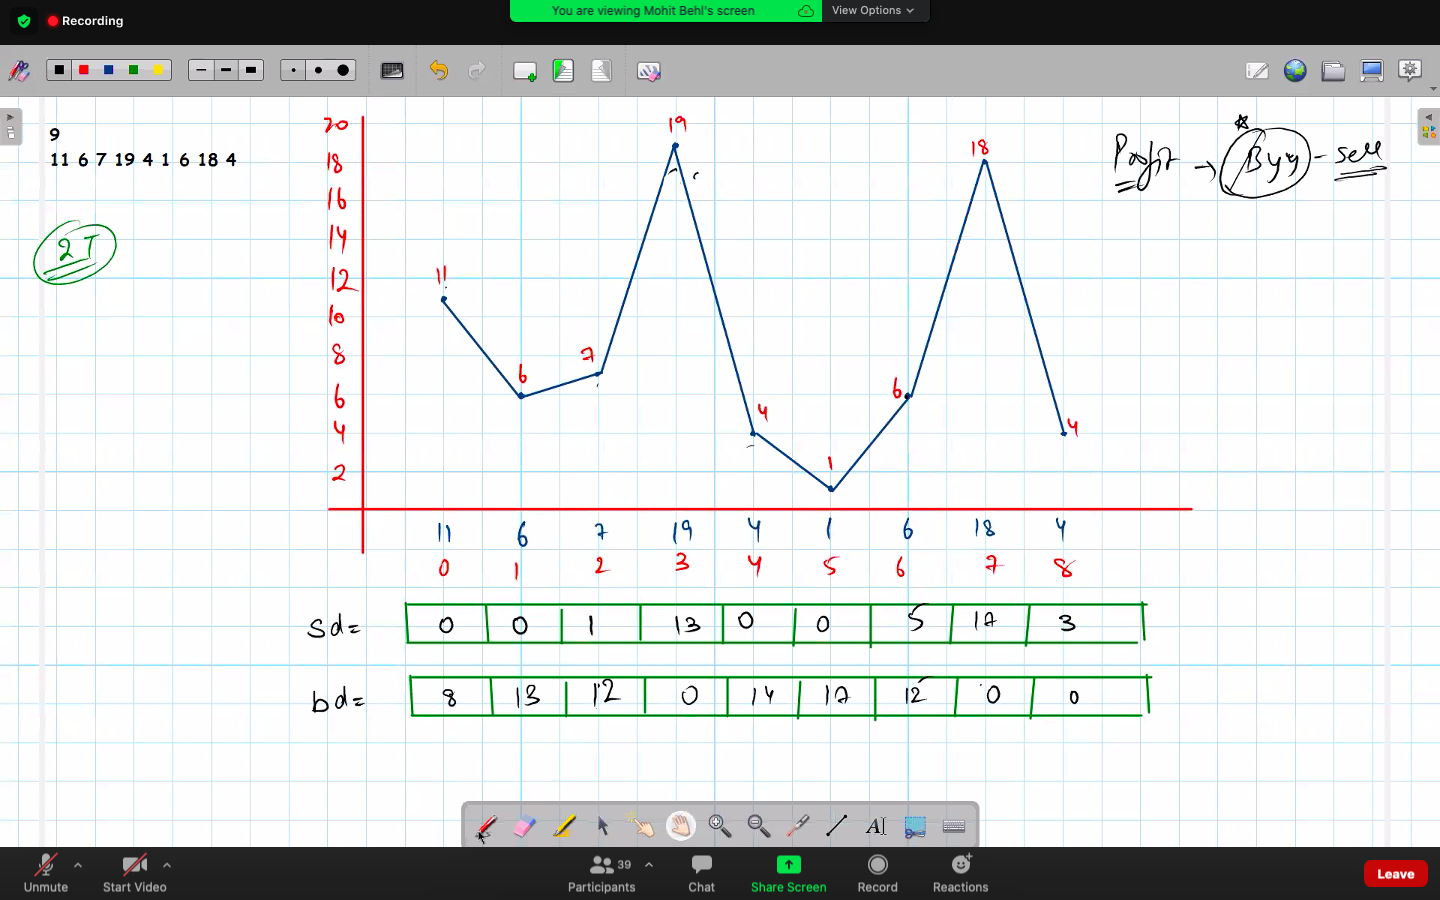 You are viewing Mohit Behl's screen
View Options
Recording
9
11 6 7 19 4 1 6 18 4
2T
20
18
16
14
12
10
8
6
4
2
11
6
7
19
4
1
6
18
4
Profit → Byy - sell
11 6 7 19 4 1 6 18 4
0 1 2 3 4 5 6 7 8
sd= 0 0 1 13 0 0 5 17 3
bd= 8 13 12 0 14 17 12 0 0
Unmute
Start Video
39
Participants
Chat
Share Screen
Record
Reactions
Leave